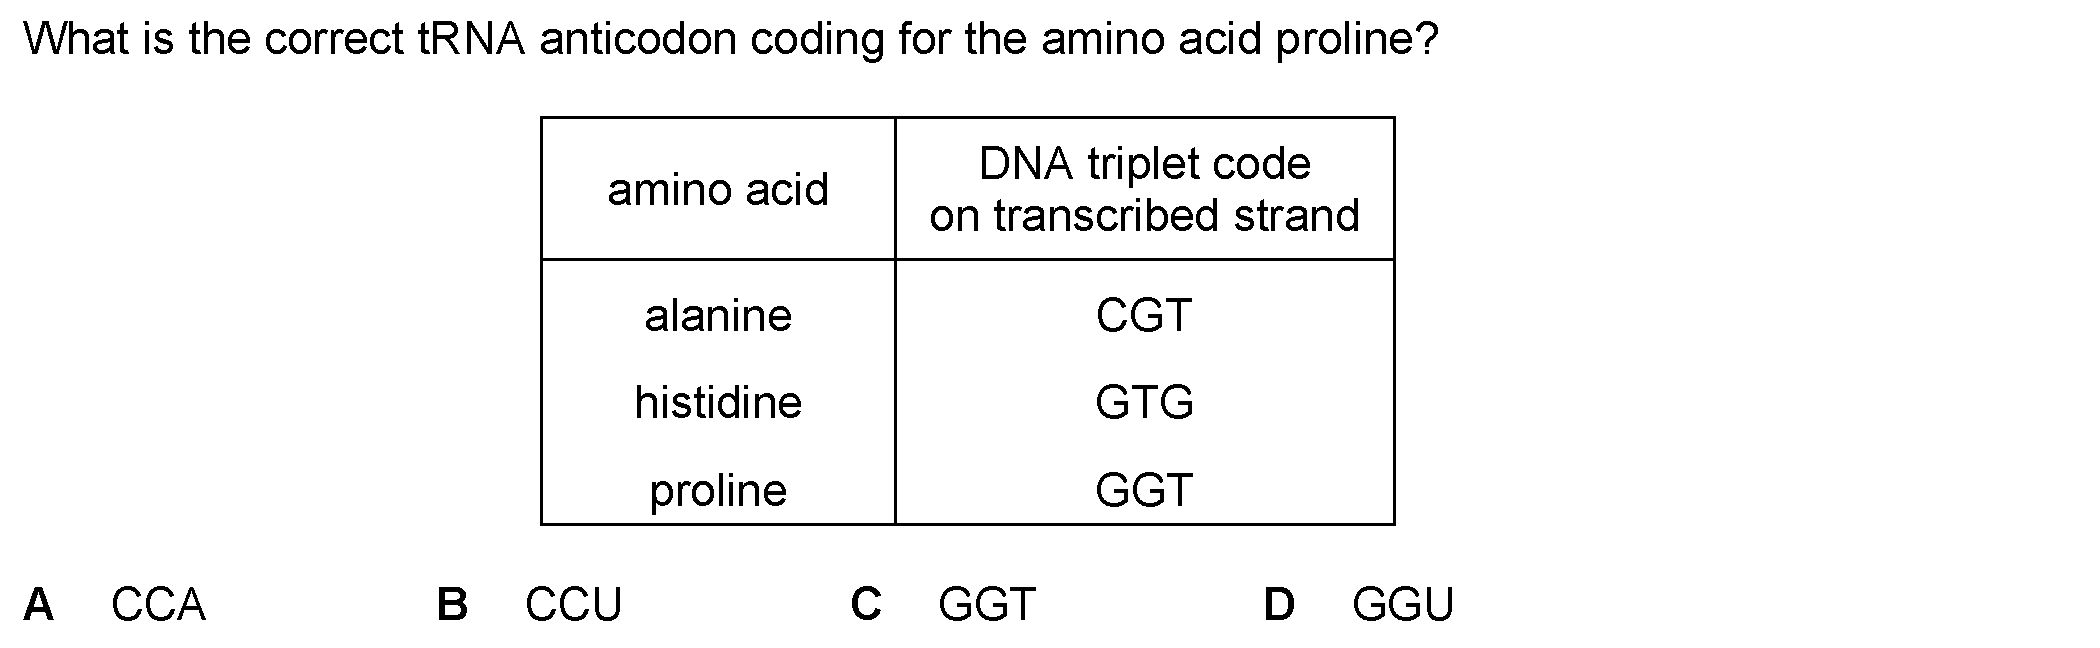 What is the correct tRNA anticodon coding for the amino acid proline?
amino acid DNA triplet code
on transcribed strand
alanine CGT
histidine GTG
proline GGT
A CCA B CCU C GGT D GGU